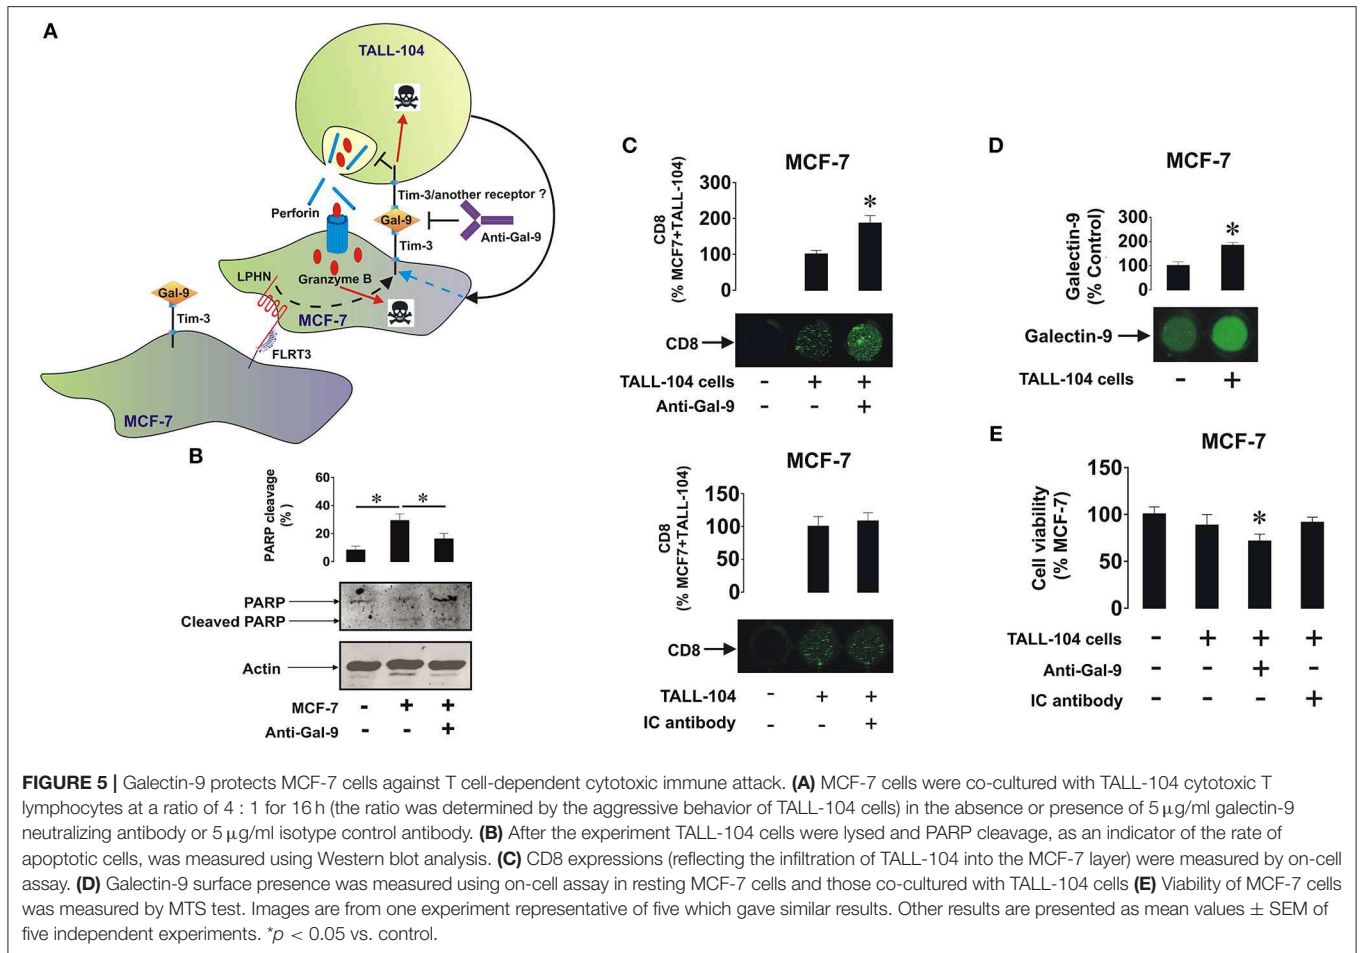 A
TALL-104
Tim-3/another receptor ?
Perforin
Gal-9
Anti-Gal-9
Tim-3
LPHN
Granzyme B
Gal-9
MCF-7
Tim-3
FLRT3
MCF-7
B
PARP cleavage
(% )
60
40
20
0
* *
PARP
Cleaved PARP
Actin
MCF-7 - + +
Anti-Gal-9 - - +
C
MCF-7
CD8
(% MCF7+TALL-104)
300
200
100
0
*
CD8
TALL-104 cells - + +
Anti-Gal-9 - - +
MCF-7
CD8
(% MCF7+TALL-104)
150
100
50
0
CD8
TALL-104 - + +
IC antibody - - +
D
MCF-7
Galectin-9
(% Control)
300
200
100
0
*
Galectin-9
TALL-104 cells - +
E
MCF-7
Cell viability
(% MCF-7)
150
100
50
0
*
TALL-104 cells - + + +
Anti-Gal-9 - - + -
IC antibody - - - +
FIGURE 5 | Galectin-9 protects MCF-7 cells against T cell-dependent cytotoxic immune attack. (A) MCF-7 cells were co-cultured with TALL-104 cytotoxic T
lymphocytes at a ratio of 4 : 1 for 16 h (the ratio was determined by the aggressive behavior of TALL-104 cells) in the absence or presence of 5 μg/ml galectin-9
neutralizing antibody or 5 μg/ml isotype control antibody. (B) After the experiment TALL-104 cells were lysed and PARP cleavage, as an indicator of the rate of
apoptotic cells, was measured using Western blot analysis. (C) CD8 expressions (reflecting the infiltration of TALL-104 into the MCF-7 layer) were measured by on-cell
assay. (D) Galectin-9 surface presence was measured using on-cell assay in resting MCF-7 cells and those co-cultured with TALL-104 cells (E) Viability of MCF-7 cells
was measured by MTS test. Images are from one experiment representative of five which gave similar results. Other results are presented as mean values ± SEM of
five independent experiments. *p < 0.05 vs. control.